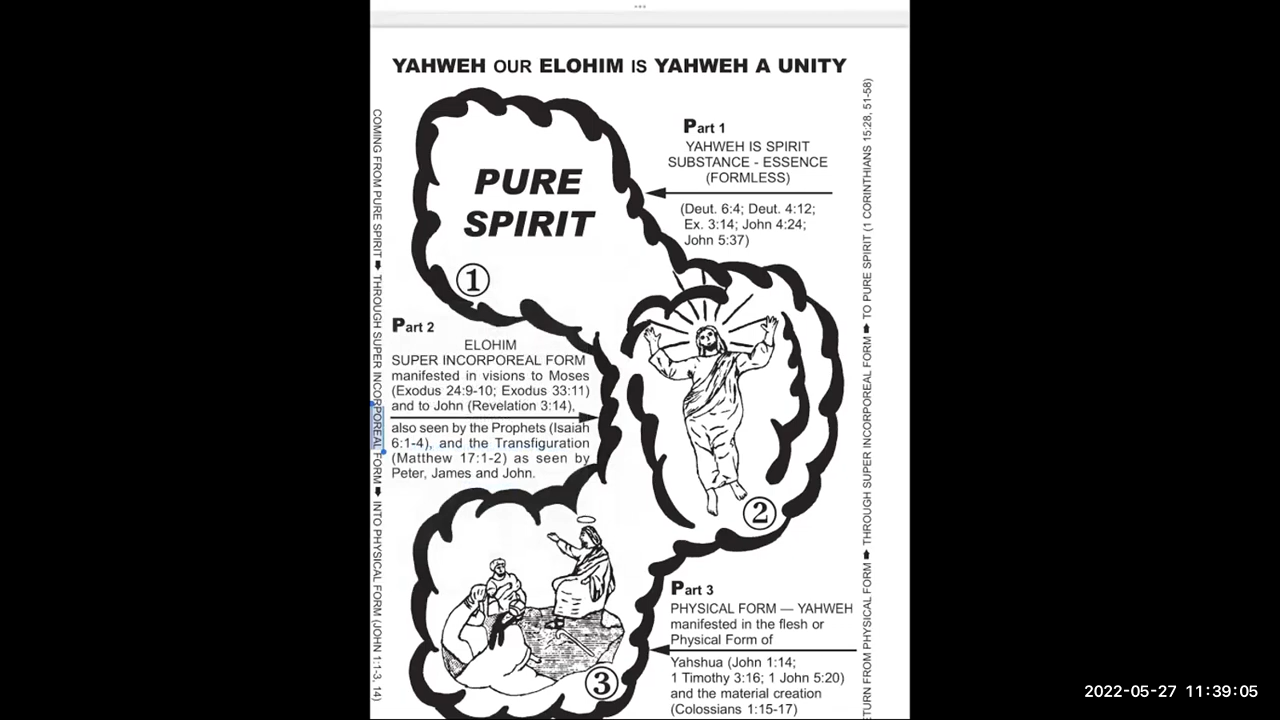 YAHWEH OUR ELOHIM IS YAHWEH A UNITY
PURE
SPIRIT
1
Part 1
YAHWEH IS SPIRIT
SUBSTANCE - ESSENCE
(FORMLESS)
(Deut. 6:4; Deut. 4:12;
Ex. 3:14; John 4:24;
John 5:37)
Part 2
ELOHIM
SUPER INCORPOREAL FORM
manifested in visions to Moses
(Exodus 24:9-10; Exodus 33:11)
and to John (Revelation 3:14),
also seen by the Prophets (Isaiah
6:1-4), and the Transfiguration
(Matthew 17:1-2) as seen by
Peter, James and John.
2
Part 3
PHYSICAL FORM — YAHWEH
manifested in the flesh or
Physical Form of
Yahshua (John 1:14;
1 Timothy 3:16; 1 John 5:20)
and the material creation
(Colossians 1:15-17)
3
COMING FROM PURE SPIRIT ➡ THROUGH SUPER INCORPOREAL FORM ➡ INTO PHYSICAL FORM (JOHN 1:1-3, 14)
ETURN FROM PHYSICAL FORM ➡ THROUGH SUPER INCORPOREAL FORM ➡ TO PURE SPIRIT (1 CORINTHIANS 15:28, 51-58)
2022-05-27 11:39:05